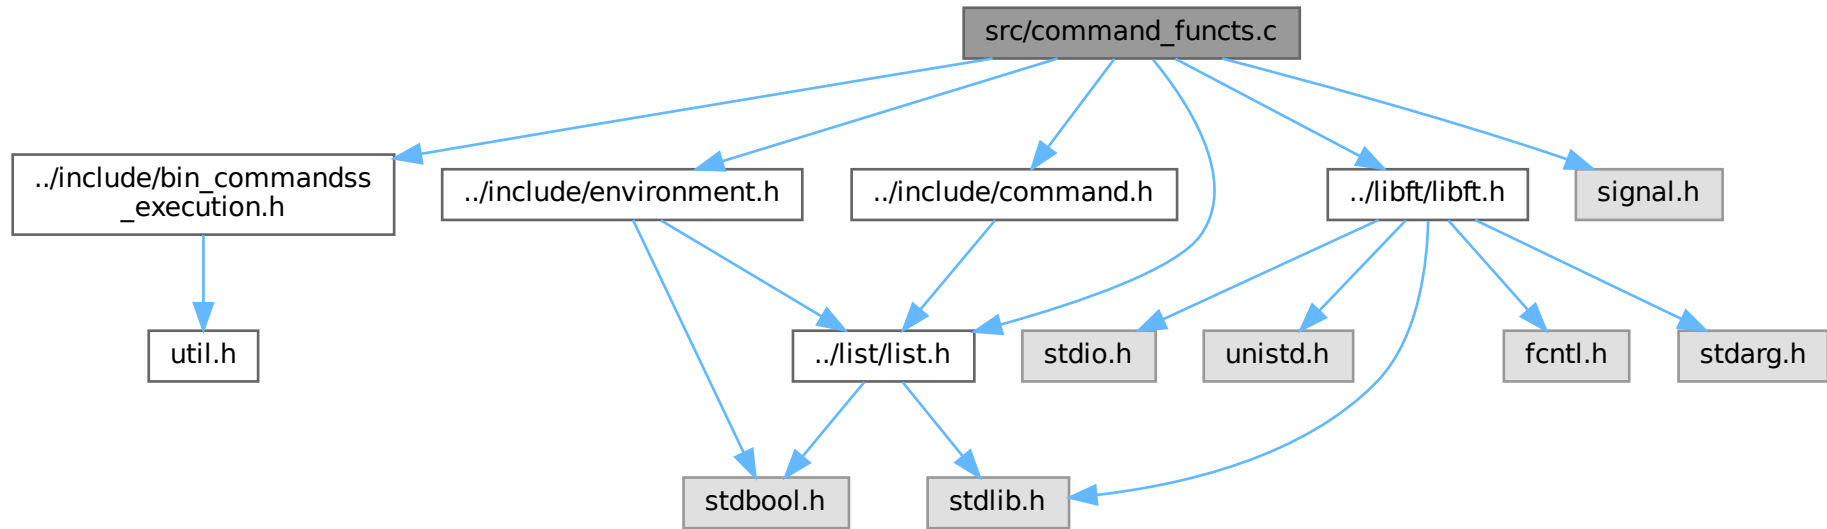 src/command_functs.c
../include/bin_commandss
_execution.h
../include/environment.h
../include/command.h
../libft/libft.h
signal.h
util.h
../list/list.h
stdio.h
unistd.h
fcntl.h
stdarg.h
stdbool.h
stdlib.h